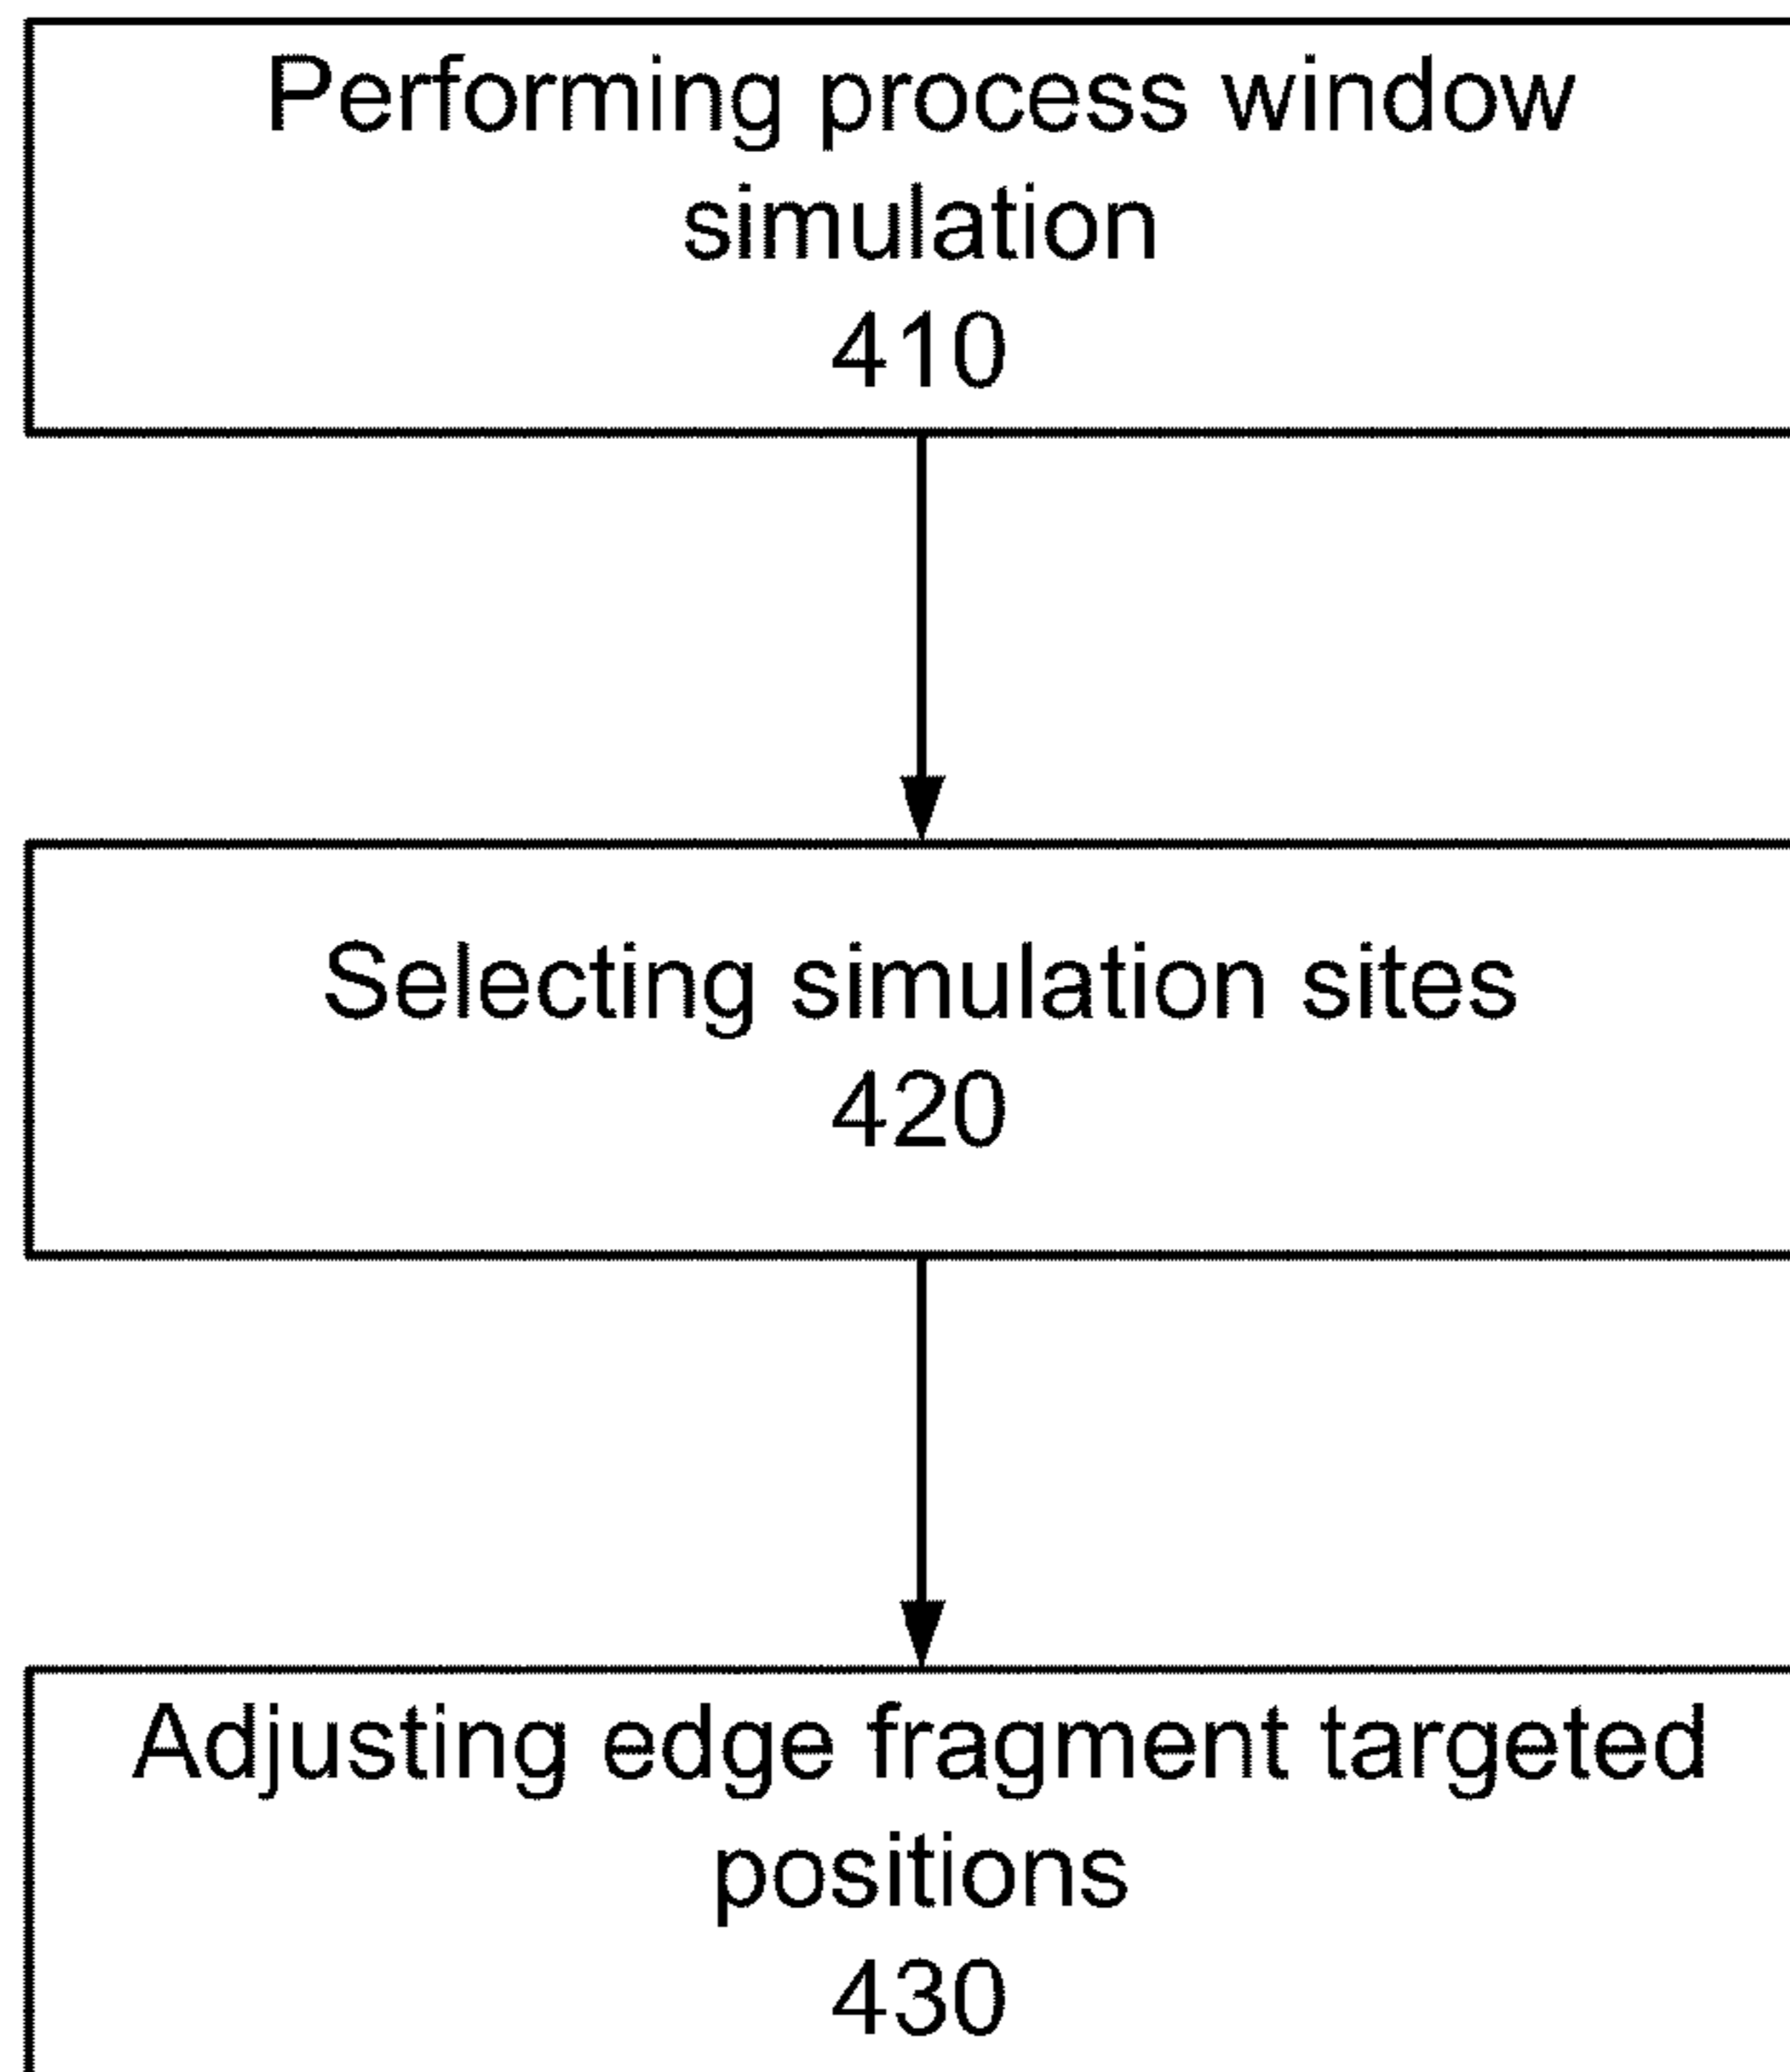 Performing process window
simulation
410
Selecting simulation sites
420
Adjusting edge fragment targeted
positions
430